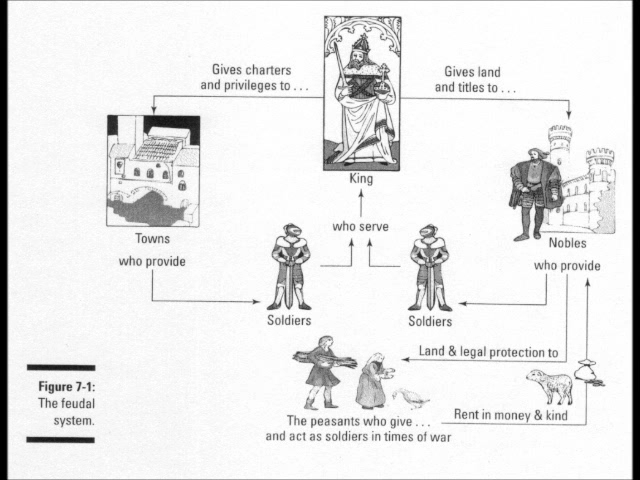 Gives charters
and privileges to . . .
Gives land
and titles to . . .
King
who serve
Towns
who provide
Nobles
who provide
Soldiers
Soldiers
Land & legal protection to
Figure 7-1:
The feudal
system.
The peasants who give . . .
and act as soldiers in times of war
Rent in money & kind